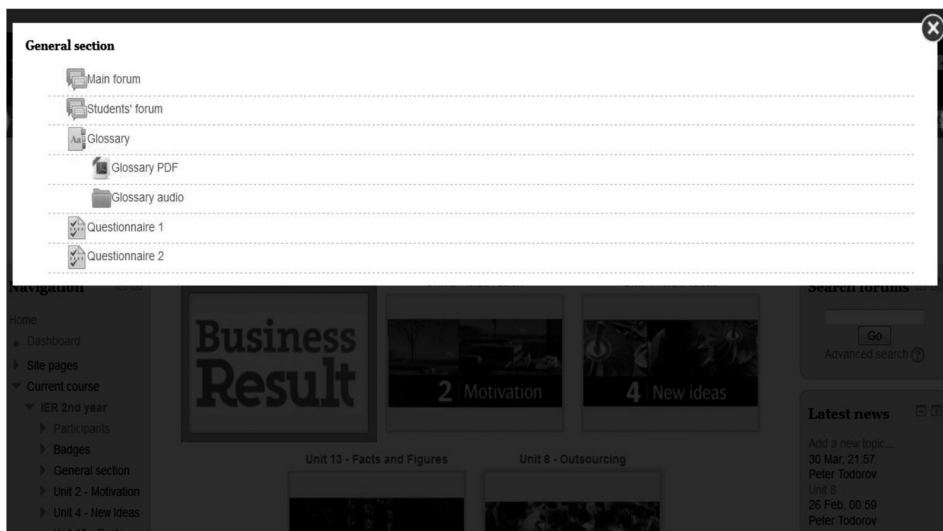 General section
Main forum
Students' forum
Aa Glossary
Glossary PDF
Glossary audio
Questionnaire 1
Questionnaire 2
Navigation
Home
Dashboard
Site pages
Current course
IER 2nd year
Participants
Badges
General section
Unit 2 - Motivation
Unit 4 - New Ideas
Business
Result
2 Motivation
4 New ideas
Unit 13 - Facts and Figures
Unit 8 - Outsourcing
Search forums
Go
Advanced search
Latest news
Add a new topic...
30 Mar, 21:57
Peter Todorov
Unit 8
26 Feb, 00:59
Peter Todorov